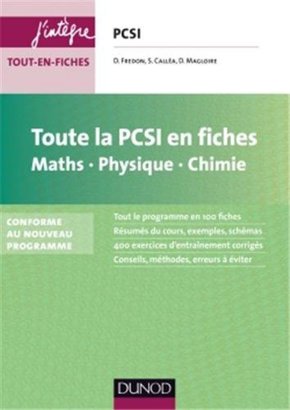 j'intègre
TOUT-EN-FICHES
PCSI
D. FREDON, S. CALLÉA, D. MAGLOIRE
Toute la PCSI en fiches
Maths · Physique · Chimie
CONFORME
AU NOUVEAU
PROGRAMME
Tout le programme en 100 fiches
Résumés du cours, exemples, schémas
400 exercices d'entraînement corrigés
Conseils, méthodes, erreurs à éviter
DUNOD